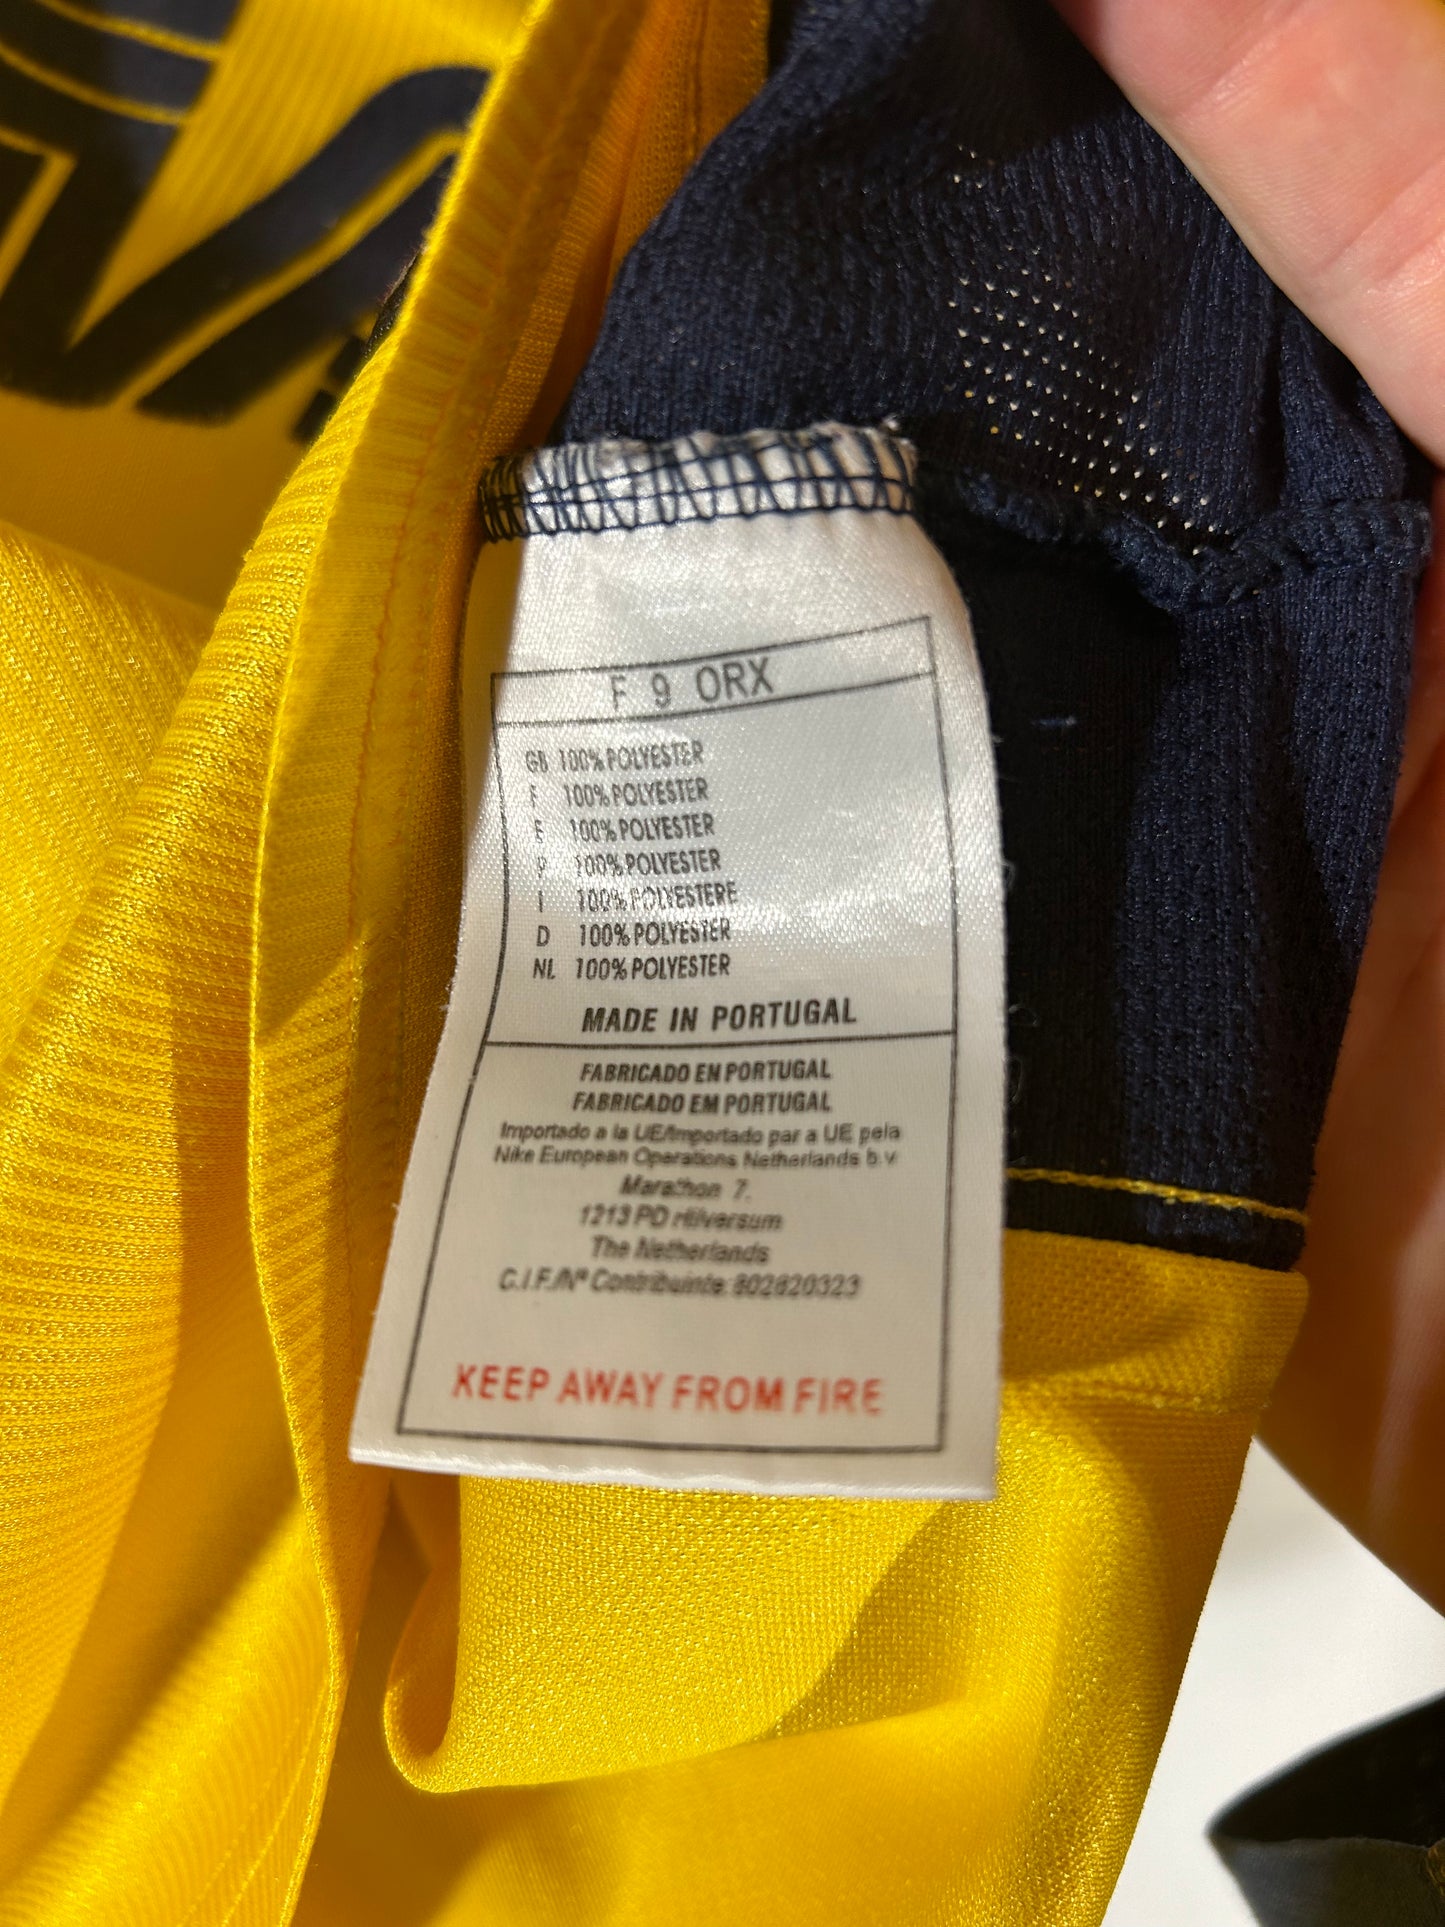 F 9 ORX
GB 100% POLYESTER
F 100% POLYESTER
E 100% POLYESTER
P 100% POLYESTER
I 100% POLIESTERE
D 100% POLYESTER
NL 100% POLYESTER
MADE IN PORTUGAL
FABRICADO EN PORTUGAL
FABRICADO EM PORTUGAL
Importado a la UE/Importado par a UE pela
Nike European Operations Netherlands b.v.
Marathon 7.
1213 PD Hilversum
The Netherlands
C.I.F./Nº Contribuinte: 802820323
KEEP AWAY FROM FIRE